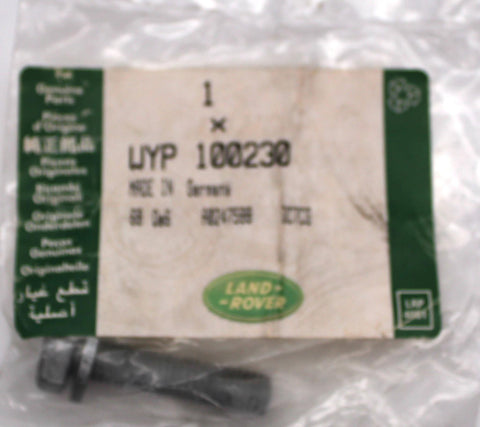 Genuine
Parts
Pièces
d'Origine
純正部品
Piezas
Originales
Ricambi
Originali
Originele
Onderdelen
Peças
Genuínas
Originalteile
قطع غيار
أصلية
1
x
WYP 100230
MADE IN Germany
LAND-
-ROVER